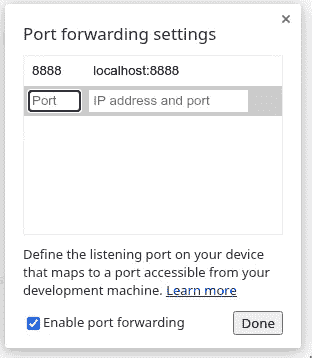 ×
Port forwarding settings
8888 localhost:8888
Port IP address and port
Define the listening port on your device
that maps to a port accessible from your
development machine. Learn more
Enable port forwarding Done